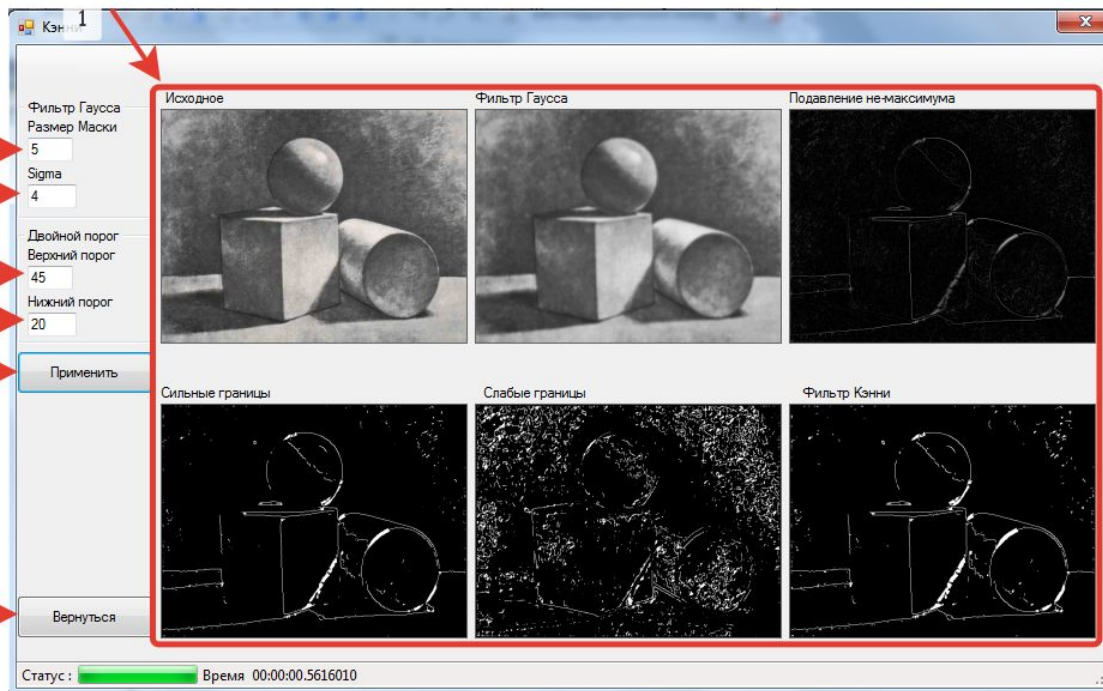 1
Кэнни
Фильтр Гаусса
Размер Маски
5
Sigma
4
Двойной порог
Верхний порог
45
Нижний порог
20
Применить
Вернуться
Исходное
Фильтр Гаусса
Подавление не-максимума
Сильные границы
Слабые границы
Фильтр Кэнни
Статус : Время 00:00:00.5616010